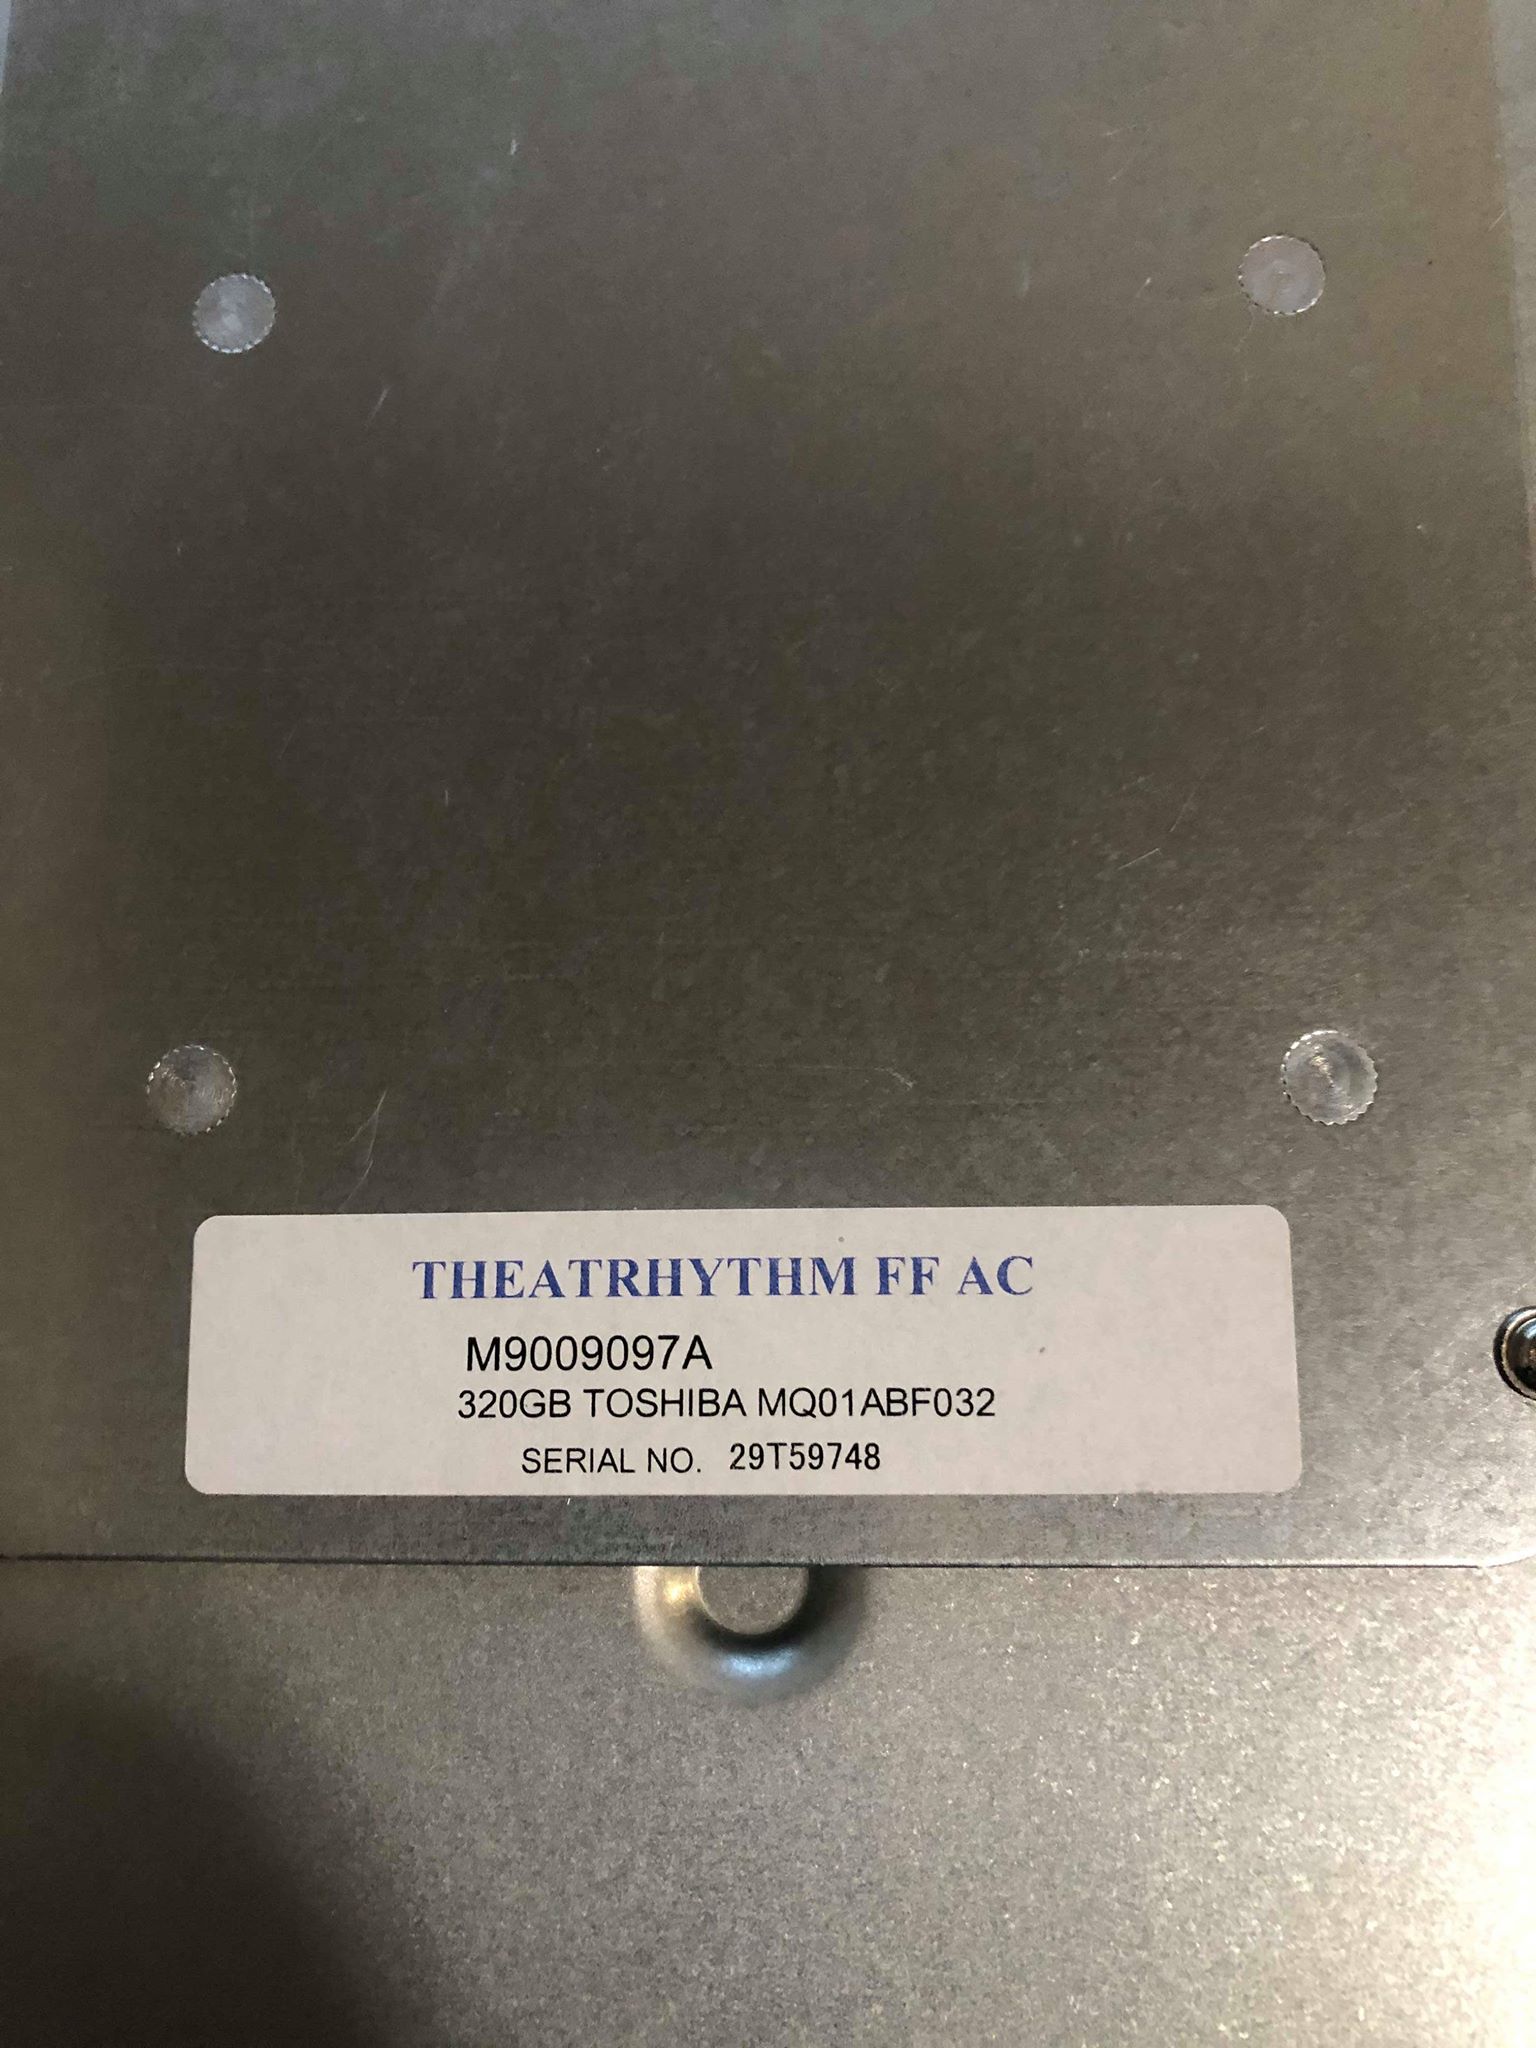 THEATRHYTHM FF AC
M9009097A
320GB TOSHIBA MQ01ABF032
SERIAL NO. 29T59748